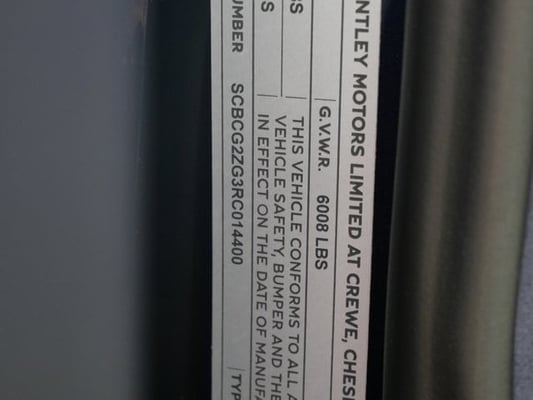 NTLEY MOTORS LIMITED AT CREWE, CHES
G.V.W.R. 6008 LBS
BS THIS VEHICLE CONFORMS TO ALL A
VEHICLE SAFETY, BUMPER AND THE
S IN EFFECT ON THE DATE OF MANUFA
UMBER SCBCG2ZG3RC014400 TYP